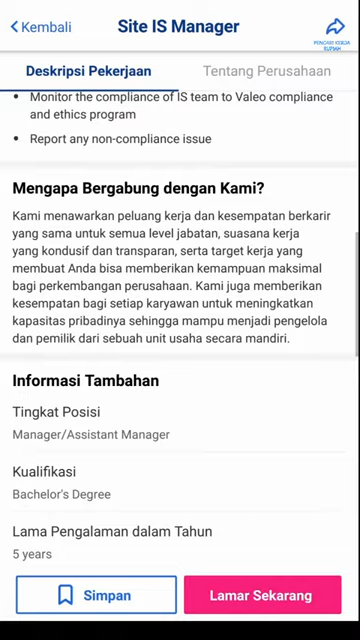 Kembali
Site IS Manager
PENCARI KERJA
RUMAH
Deskripsi Pekerjaan
Tentang Perusahaan
• Monitor the compliance of IS team to Valeo compliance
and ethics program
• Report any non-compliance issue
Mengapa Bergabung dengan Kami?
Kami menawarkan peluang kerja dan kesempatan berkarir
yang sama untuk semua level jabatan, suasana kerja
yang kondusif dan transparan, serta target kerja yang
membuat Anda bisa memberikan kemampuan maksimal
bagi perkembangan perusahaan. Kami juga memberikan
kesempatan bagi setiap karyawan untuk meningkatkan
kapasitas pribadinya sehingga mampu menjadi pengelola
dan pemilik dari sebuah unit usaha secara mandiri.
Informasi Tambahan
Tingkat Posisi
Manager/Assistant Manager
Kualifikasi
Bachelor's Degree
Lama Pengalaman dalam Tahun
5 years
Simpan
Lamar Sekarang